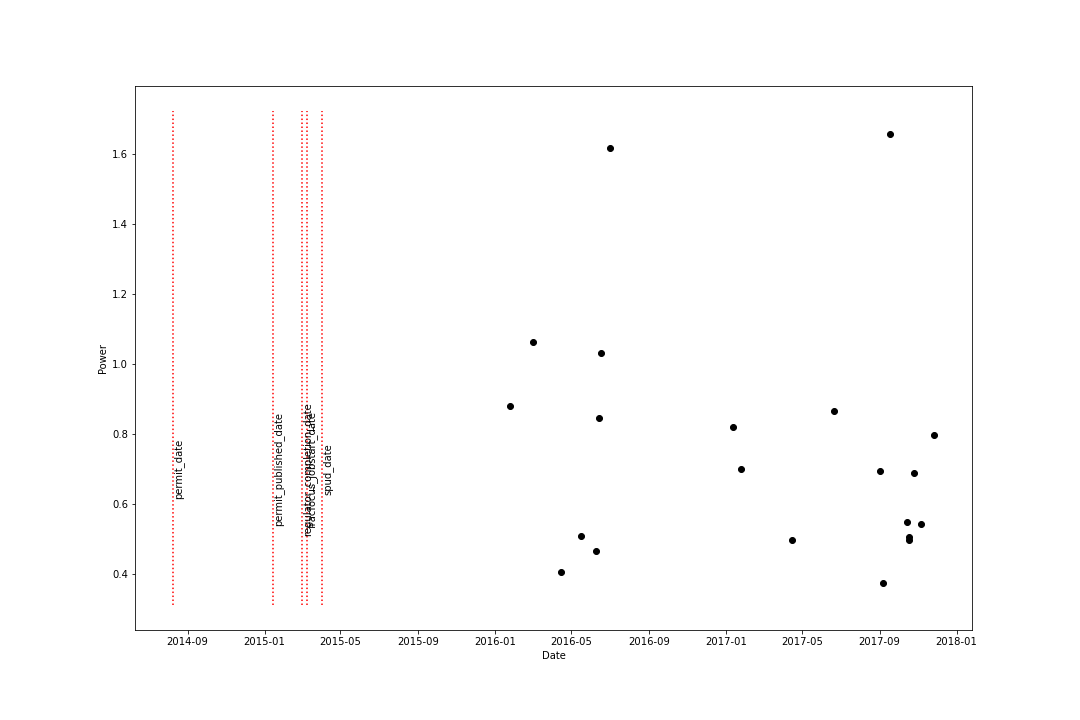 1.6
1.4
1.2
1.0
0.8
0.6
0.4
Power
permit_date
permit_published_date
regulator_completion_date
fracfocus_jobstart_date
spud_date
2014-09
2015-01
2015-05
2015-09
2016-01
2016-05
2016-09
2017-01
2017-05
2017-09
2018-01
Date